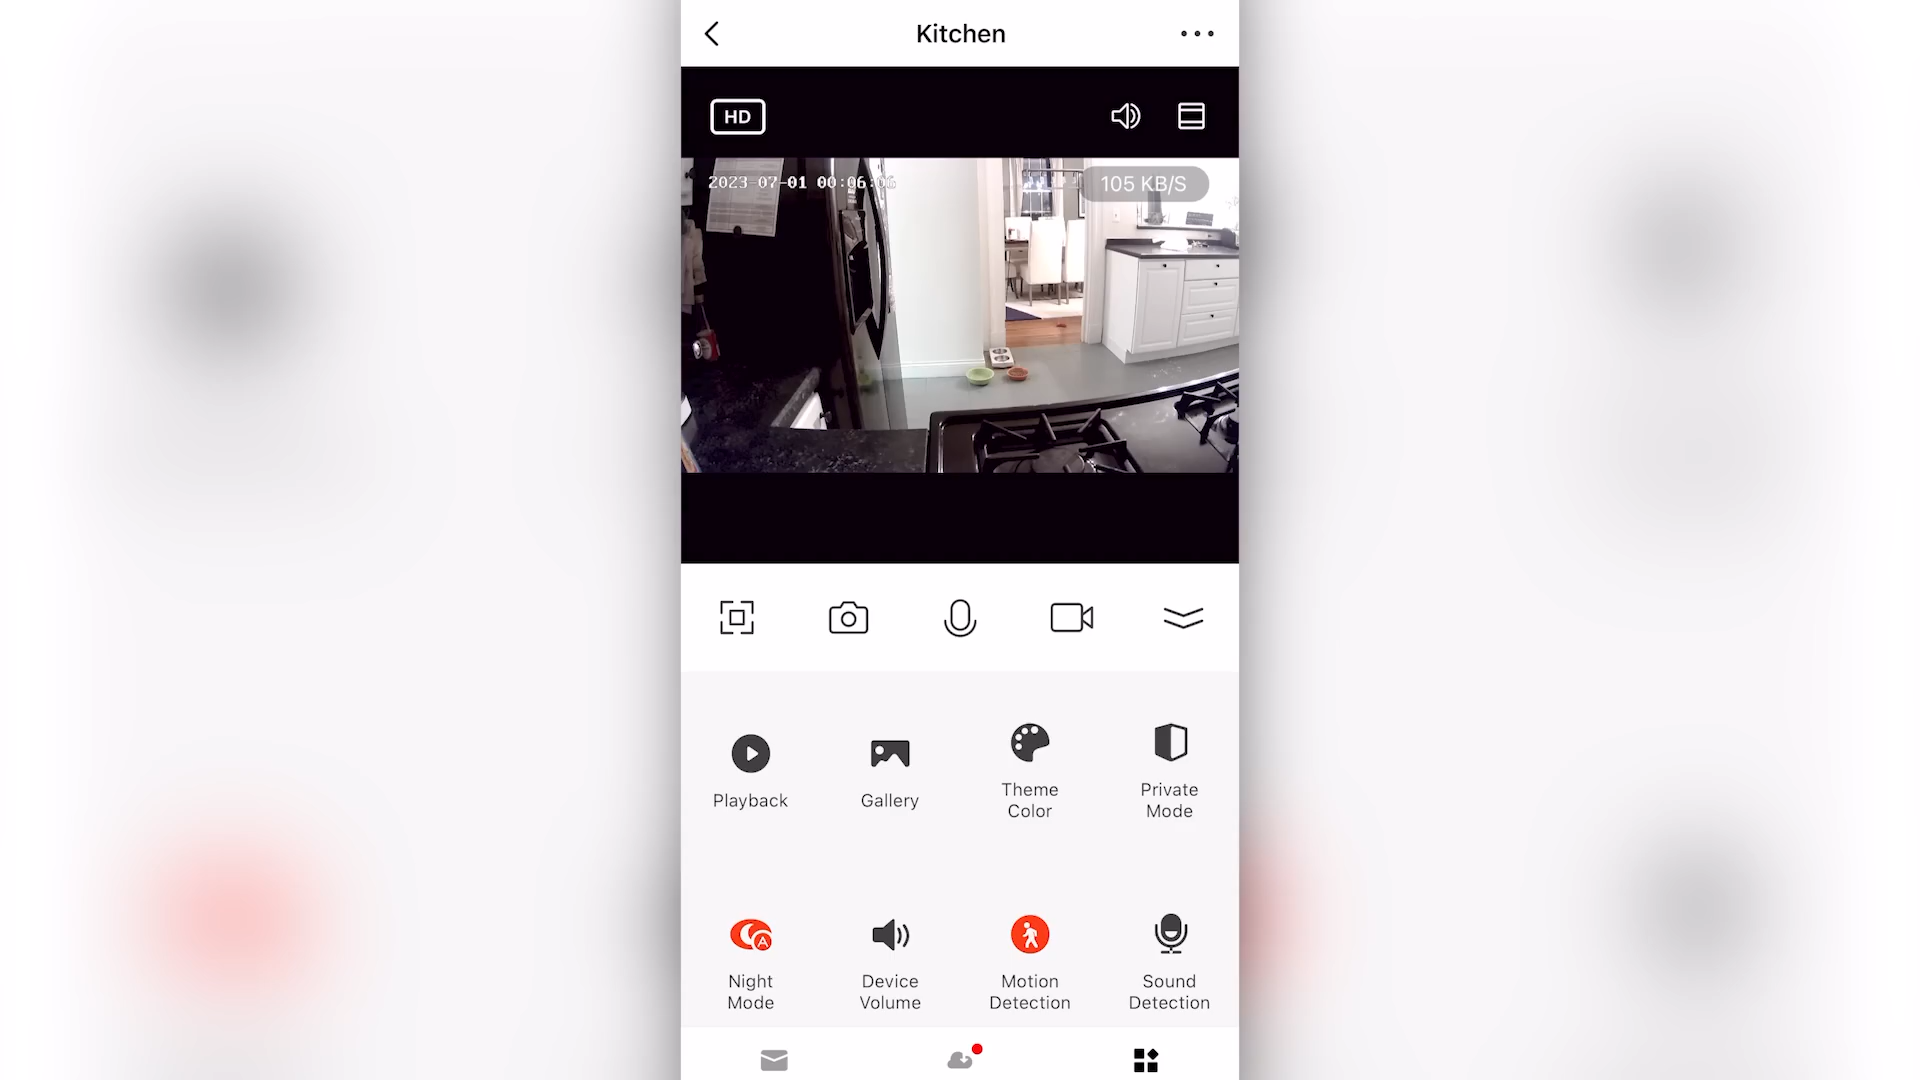 Kitchen
HD
2023-07-01 00:06:06
105 KB/S
Playback
Gallery
Theme
Color
Private
Mode
Night
Mode
Device
Volume
Motion
Detection
Sound
Detection